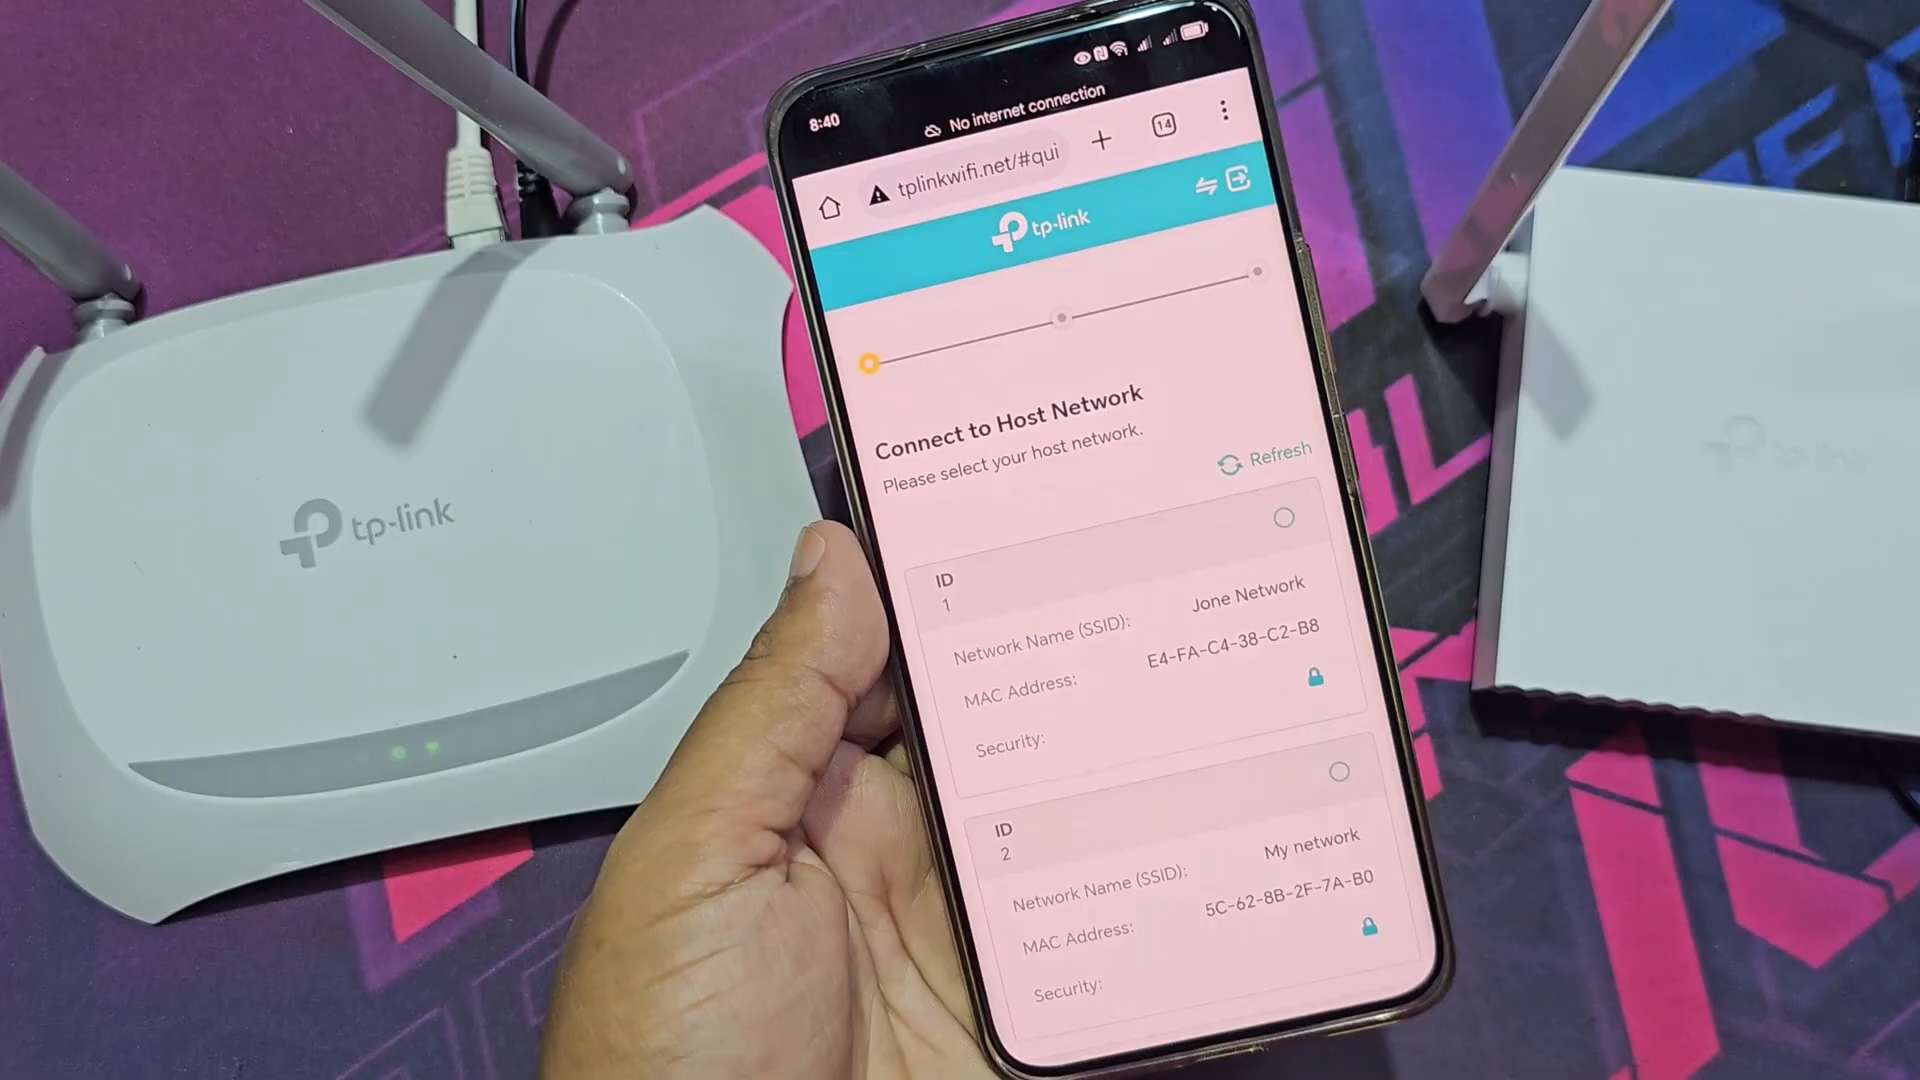 8:40
No internet connection
tplinkwifi.net/#qui
14
tp-link
Connect to Host Network
Please select your host network.
Refresh
ID
1
Network Name (SSID): Jone Network
MAC Address: E4-FA-C4-38-C2-B8
Security:
ID
2
Network Name (SSID): My network
MAC Address: 5C-62-8B-2F-7A-B0
Security:
tp-link